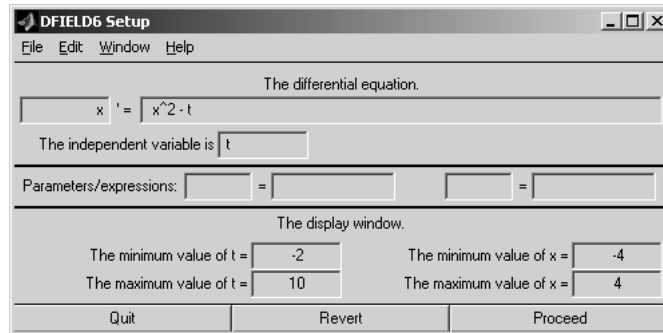 DFIELD6 Setup
File Edit Window Help
The differential equation.
x ' = x^2 - t
The independent variable is t
Parameters/expressions: = =
The display window.
The minimum value of t = -2 The minimum value of x = -4
The maximum value of t = 10 The maximum value of x = 4
Quit Revert Proceed